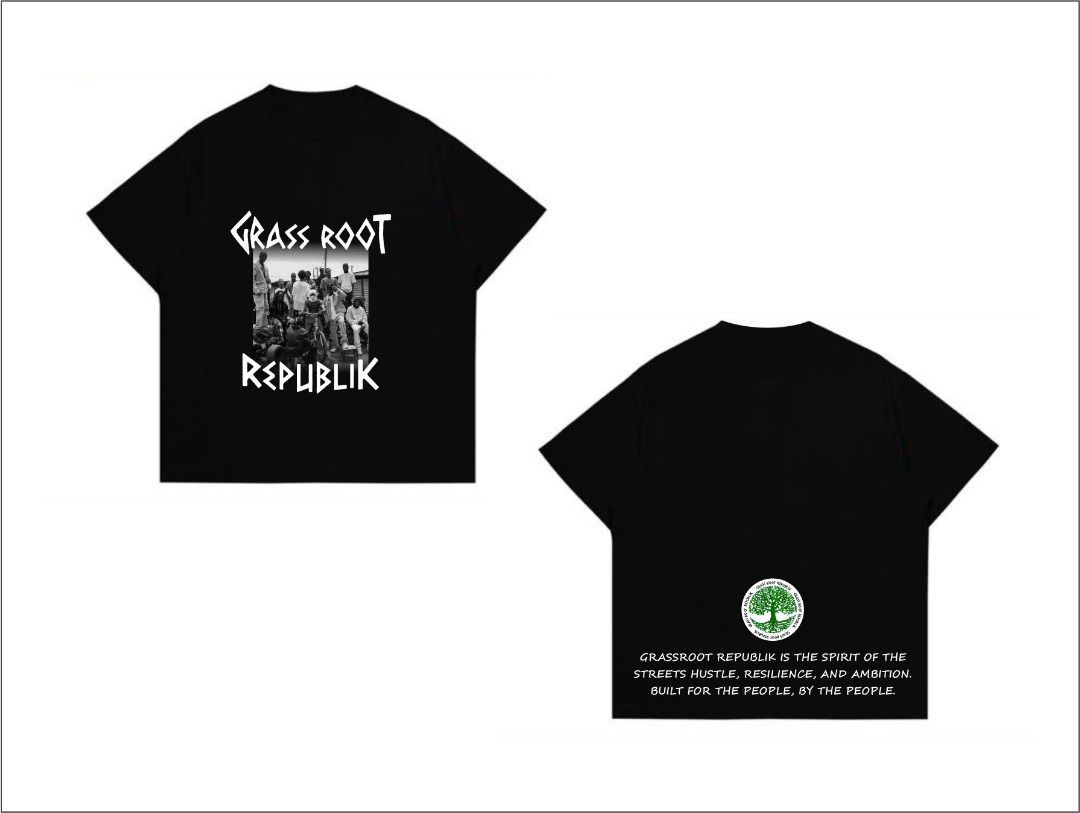 GRASS ROOT
REPUBLIK
GRASSROOT REPUBLIK IS THE SPIRIT OF THE
STREETS HUSTLE, RESILIENCE, AND AMBITION.
BUILT FOR THE PEOPLE, BY THE PEOPLE.